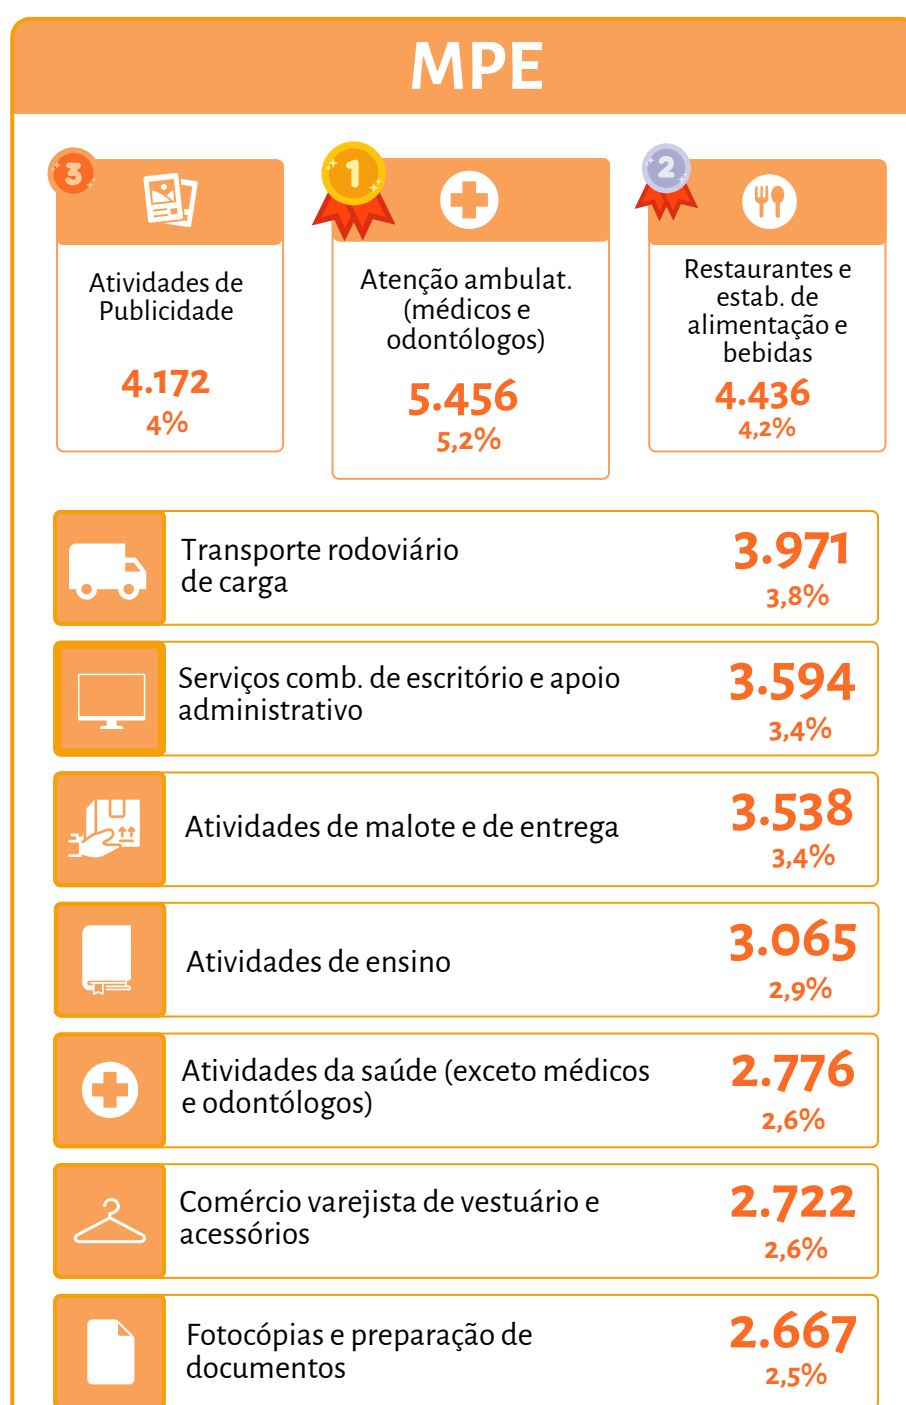 MPE
3
Atividades de
Publicidade
4.172
4%
1
Atenção ambulat.
(médicos e
odontólogos)
5.456
5,2%
2
Restaurantes e
estab. de
alimentação e
bebidas
4.436
4,2%
Transporte rodoviário
de carga
3.971
3,8%
Serviços comb. de escritório e apoio
administrativo
3.594
3,4%
Atividades de malote e de entrega
3.538
3,4%
Atividades de ensino
3.065
2,9%
Atividades da saúde (exceto médicos
e odontólogos)
2.776
2,6%
Comércio varejista de vestuário e
acessórios
2.722
2,6%
Fotocópias e preparação de
documentos
2.667
2,5%